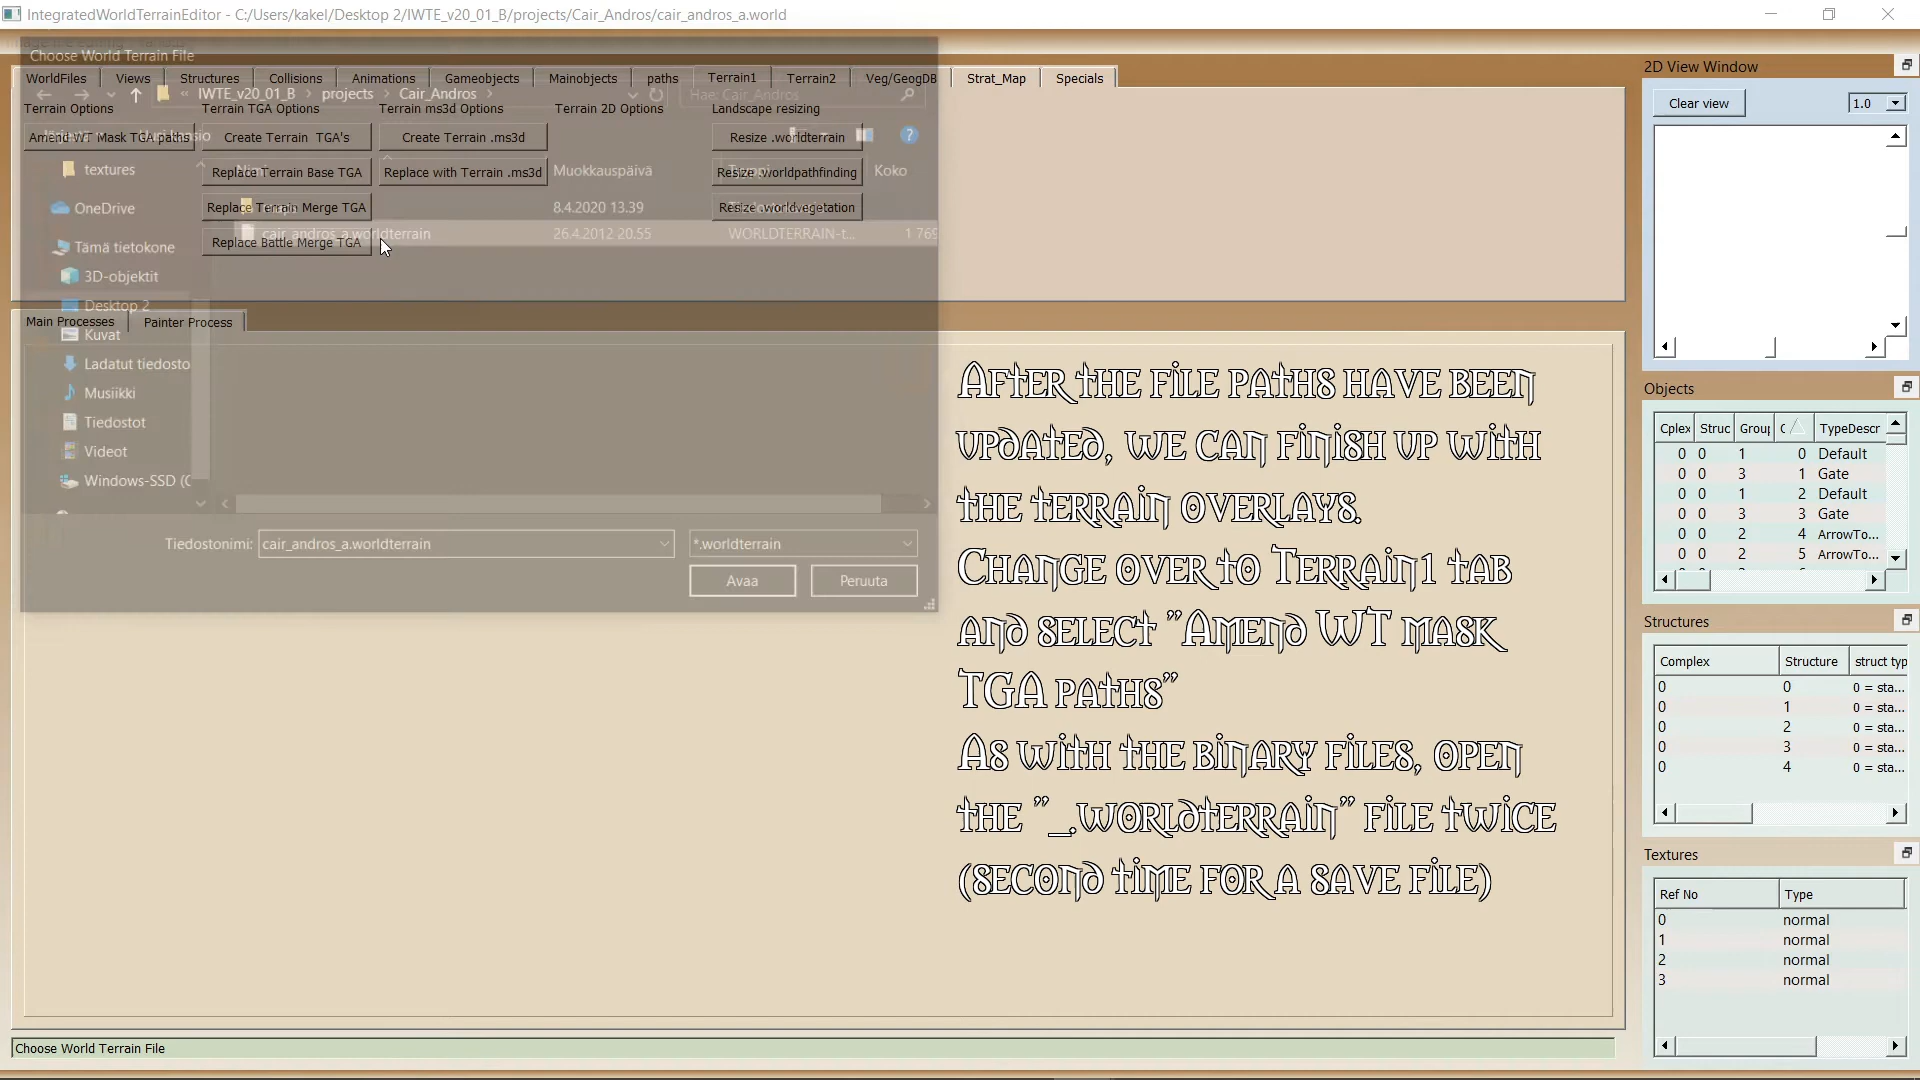 IntegratedWorldTerrainEditor - C:/Users/kakel/Desktop 2/IWTE_v20_01_B/projects/Cair_Andros/cair_andros_a.world
Choose World Terrain File
WorldFiles Views Structures Collisions Animations Gameobjects Mainobjects paths Terrain1 Terrain2 Veg/GeogDB Strat_Map Specials
« IWTE_v20_01_B > projects > Cair_Andros > Hae: Cair_Andros
Terrain Options Terrain TGA Options Terrain ms3d Options Terrain 2D Options Landscape resizing
Amend WT Mask TGA paths Create Terrain TGA's Create Terrain .ms3d Resize .worldterrain
textures Replace Terrain Base TGA Replace with Terrain .ms3d Muokkauspäivä Resize .worldpathfinding Koko
OneDrive Replace Terrain Merge TGA 8.4.2020 13.39 Resize .worldvegetation
cair_andros_a.worldterrain 26.4.2012 20.55 WORLDTERRAIN-t... 1 769
Replace Battle Merge TGA
Tämä tietokone
3D-objektit
Desktop 2
Main Processes Painter Process
Kuvat
Ladatut tiedosto
Musiikki
Tiedostot
Videot
Windows-SSD (C
Tiedostonimi: cair_andros_a.worldterrain *.worldterrain
Avaa Peruuta
After the file paths have been
updated, we can finish up with
the terrain overlays.
Change over to Terrain1 tab
and select "Amend WT mask
TGA paths"
As with the binary files, open
the "_.worldterrain" file twice
(second time for a save file)
2D View Window
Clear view 1.0
Objects
Cplex Struc Grou C TypeDescr
0 0 1 0 Default
0 0 3 1 Gate
0 0 1 2 Default
0 0 3 3 Gate
0 0 2 4 ArrowTo...
0 0 2 5 ArrowTo...
Structures
Complex Structure struct typ
0 0 0 = sta...
0 1 0 = sta...
0 2 0 = sta...
0 3 0 = sta...
0 4 0 = sta...
Textures
Ref No Type
0 normal
1 normal
2 normal
3 normal
Choose World Terrain File